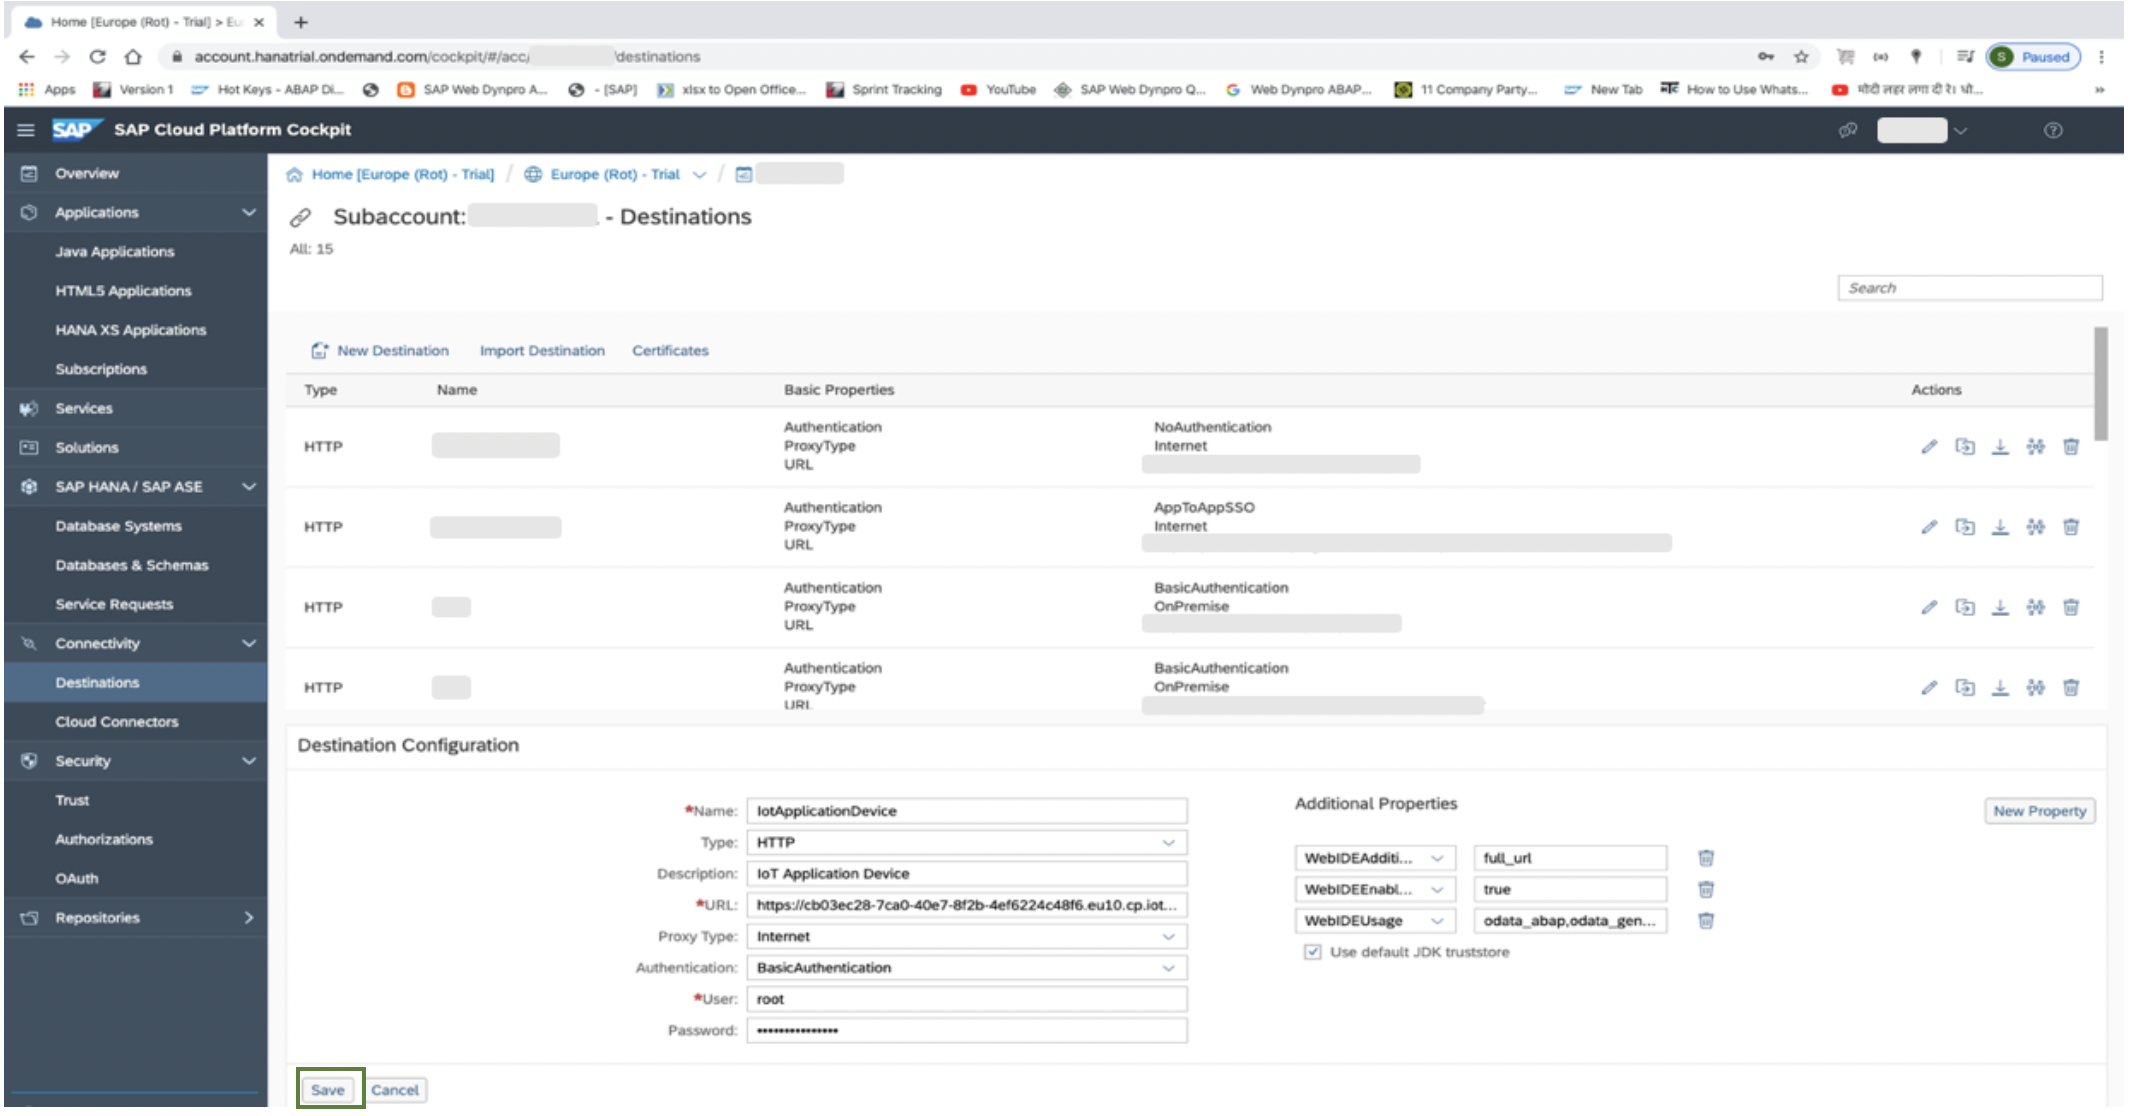 Home [Europe (Rot) - Trial] > Eu
account.hanatrial.ondemand.com/cockpit/#/acc/ /destinations
S Paused
Apps Version 1 Hot Keys - ABAP Di... SAP Web Dynpro A... - [SAP] xlsx to Open Office... Sprint Tracking YouTube SAP Web Dynpro Q... Web Dynpro ABAP... 11 Company Party... New Tab How to Use Whats... मोदी लहर लगा दी रे। धो...
SAP SAP Cloud Platform Cockpit
Overview
Applications
Java Applications
HTML5 Applications
HANA XS Applications
Subscriptions
Services
Solutions
SAP HANA / SAP ASE
Database Systems
Databases & Schemas
Service Requests
Connectivity
Destinations
Cloud Connectors
Security
Trust
Authorizations
OAuth
Repositories
Home [Europe (Rot) - Trial] / Europe (Rot) - Trial /
Subaccount: - Destinations
All: 15
Search
New Destination Import Destination Certificates
Type Name Basic Properties Actions
HTTP
Authentication NoAuthentication
ProxyType Internet
URL
HTTP
Authentication AppToAppSSO
ProxyType Internet
URL
HTTP
Authentication BasicAuthentication
ProxyType OnPremise
URL
HTTP
Authentication BasicAuthentication
ProxyType OnPremise
URL
Destination Configuration
*Name: IotApplicationDevice
Type: HTTP
Description: IoT Application Device
*URL: https://cb03ec28-7ca0-40e7-8f2b-4ef6224c48f6.eu10.cp.iot...
Proxy Type: Internet
Authentication: BasicAuthentication
*User: root
Password: •••••••••••••••
Additional Properties
New Property
WebIDEAdditi... full_url
WebIDEEnabl... true
WebIDEUsage odata_abap,odata_gen...
Use default JDK truststore
Save Cancel